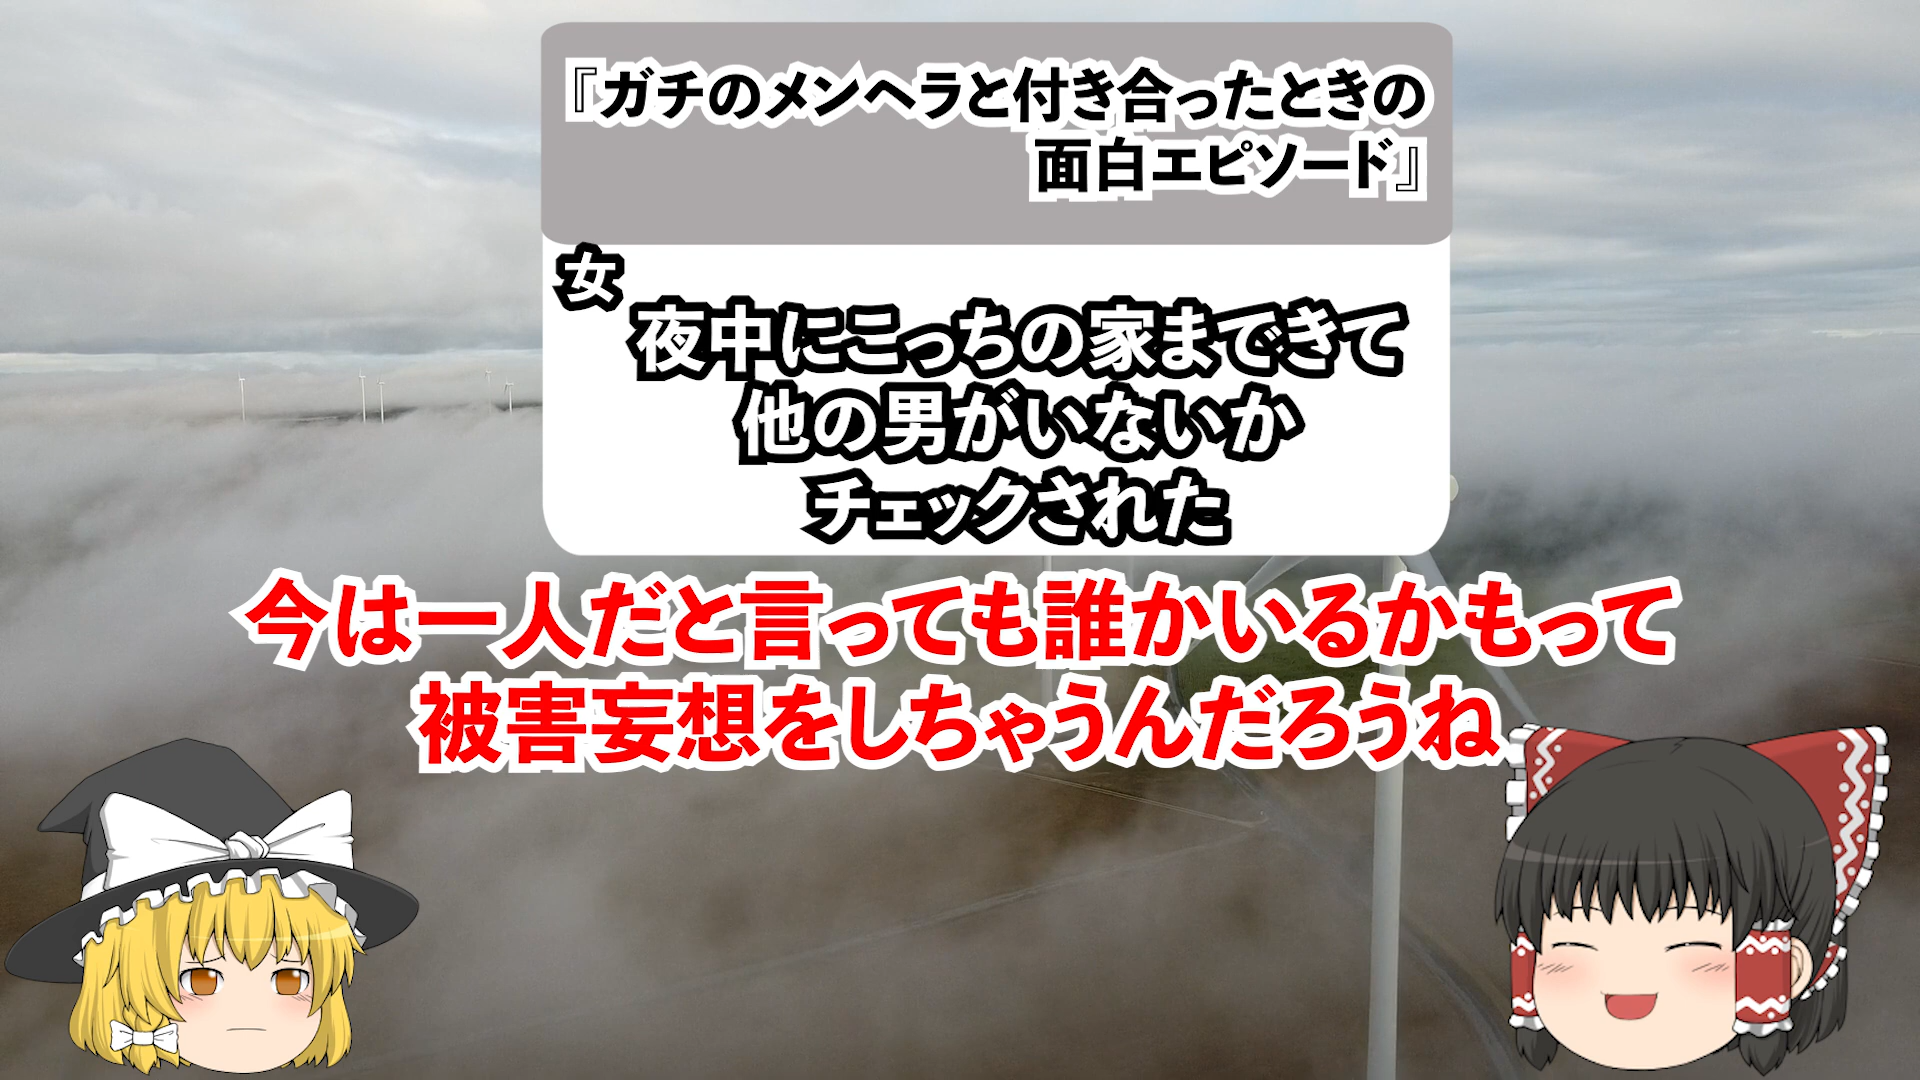 『ガチのメンヘラと付き合ったときの
面白エピソード』
女
夜中にこっちの家まできて
他の男がいないか
チェックされた
今は一人だと言っても誰かいるかもって
被害妄想をしちゃうんだろうね